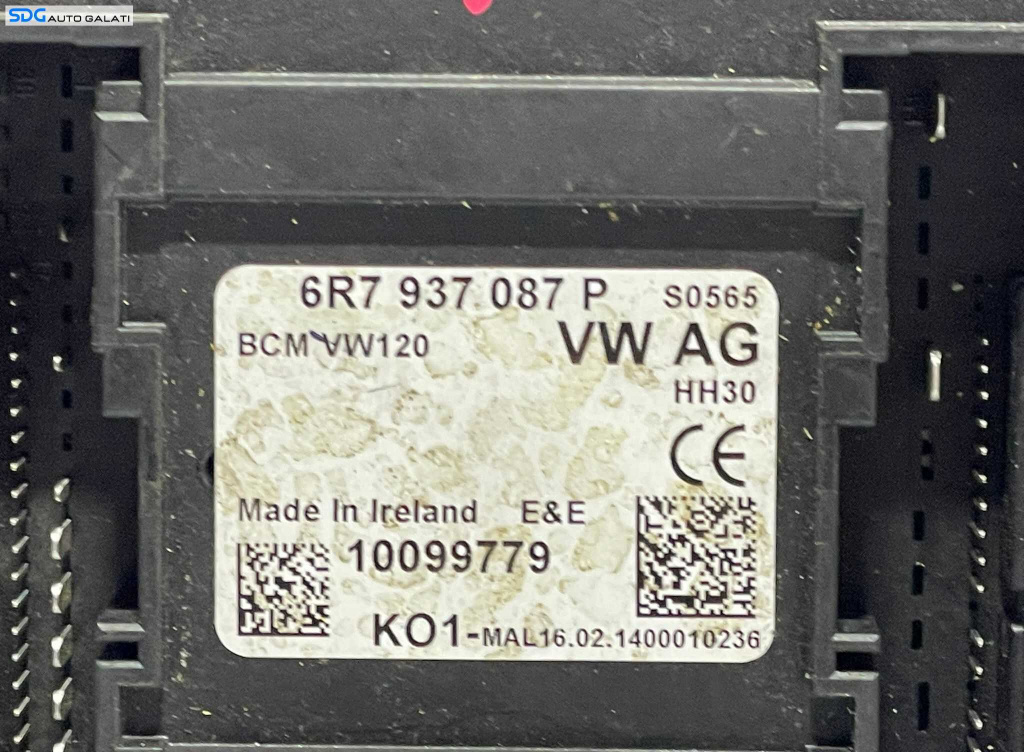 SDG AUTO GALATI
6R7 937 087 P S0565
BCM VW120 VW AG
HH30
CE
Made In Ireland E&E
10099779
KO1-MAL16.02.1400010236